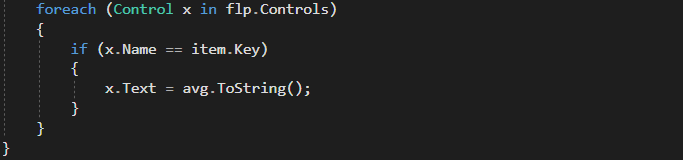 foreach (Control x in flp.Controls)
{
if (x.Name == item.Key)
{
x.Text = avg.ToString();
}
}
}